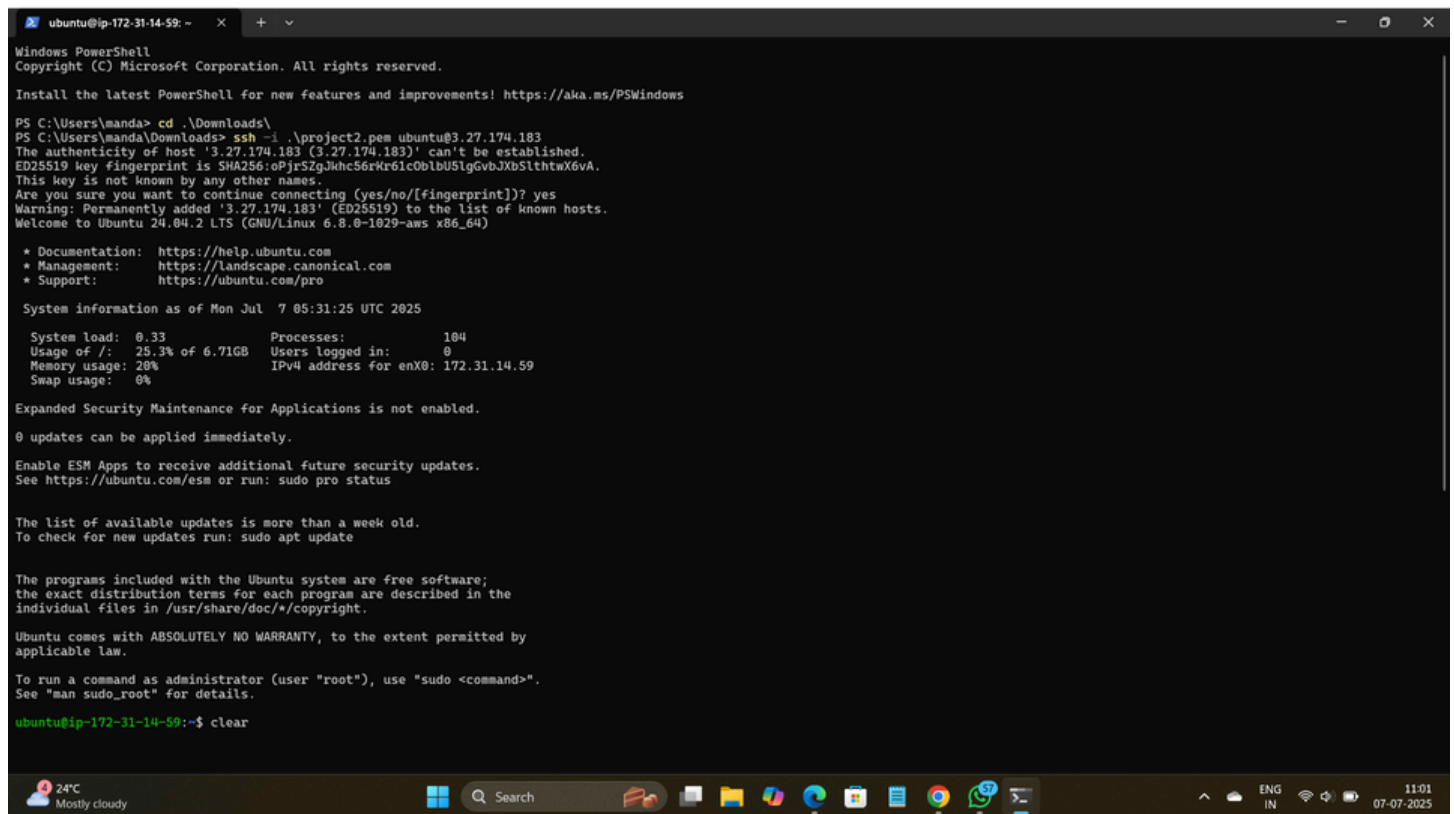 ubuntu@ip-172-31-14-59: ~
Windows PowerShell
Copyright (C) Microsoft Corporation. All rights reserved.
Install the latest PowerShell for new features and improvements! https://aka.ms/PSWindows
PS C:\Users\manda> cd .\Downloads\
PS C:\Users\manda\Downloads> ssh -i .\project2.pem ubuntu@3.27.174.183
The authenticity of host '3.27.174.183 (3.27.174.183)' can't be established.
ED25519 key fingerprint is SHA256:oPjrSZgJkhc56rKr61cOblbU5lgGvbJXbSlthtwX6vA.
This key is not known by any other names.
Are you sure you want to continue connecting (yes/no/[fingerprint])? yes
Warning: Permanently added '3.27.174.183' (ED25519) to the list of known hosts.
Welcome to Ubuntu 24.04.2 LTS (GNU/Linux 6.8.0-1029-aws x86_64)
* Documentation: https://help.ubuntu.com
* Management: https://landscape.canonical.com
* Support: https://ubuntu.com/pro
System information as of Mon Jul 7 05:31:25 UTC 2025
System load: 0.33 Processes: 104
Usage of /: 25.3% of 6.71GB Users logged in: 0
Memory usage: 20% IPv4 address for enX0: 172.31.14.59
Swap usage: 0%
Expanded Security Maintenance for Applications is not enabled.
0 updates can be applied immediately.
Enable ESM Apps to receive additional future security updates.
See https://ubuntu.com/esm or run: sudo pro status
The list of available updates is more than a week old.
To check for new updates run: sudo apt update
The programs included with the Ubuntu system are free software;
the exact distribution terms for each program are described in the
individual files in /usr/share/doc/*/copyright.
Ubuntu comes with ABSOLUTELY NO WARRANTY, to the extent permitted by
applicable law.
To run a command as administrator (user "root"), use "sudo <command>".
See "man sudo_root" for details.
ubuntu@ip-172-31-14-59:~$ clear
4
24°C
Mostly cloudy
Search
57
ENG
IN
11:01
07-07-2025